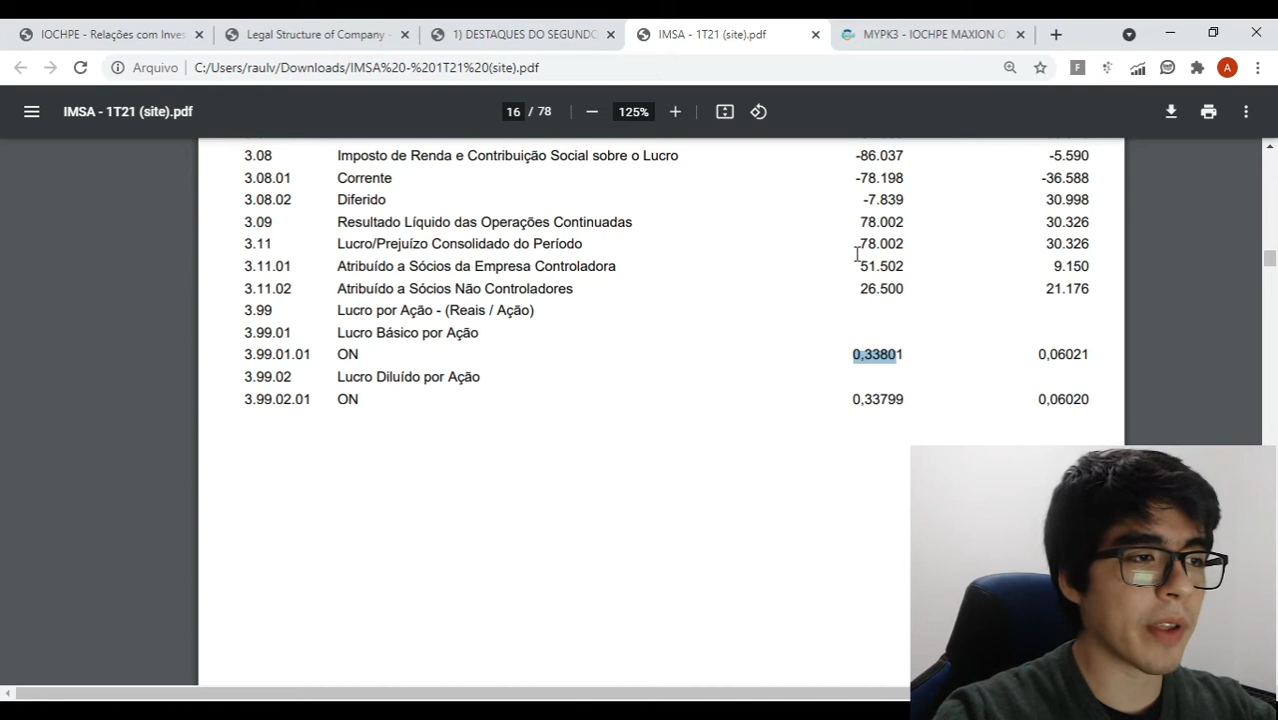 IOCHPE - Relações com Inves
Legal Structure of Company -
1) DESTAQUES DO SEGUNDO
IMSA - 1T21 (site).pdf
MYPK3 - IOCHPE MAXION O
Arquivo
C:/Users/raulv/Downloads/IMSA%20-%201T21%20(site).pdf
A
IMSA - 1T21 (site).pdf
16 / 78
125%
3.08 Imposto de Renda e Contribuição Social sobre o Lucro -86.037 -5.590
3.08.01 Corrente -78.198 -36.588
3.08.02 Diferido -7.839 30.998
3.09 Resultado Líquido das Operações Continuadas 78.002 30.326
3.11 Lucro/Prejuízo Consolidado do Período 78.002 30.326
3.11.01 Atribuído a Sócios da Empresa Controladora 51.502 9.150
3.11.02 Atribuído a Sócios Não Controladores 26.500 21.176
3.99 Lucro por Ação - (Reais / Ação)
3.99.01 Lucro Básico por Ação
3.99.01.01 ON 0,33801 0,06021
3.99.02 Lucro Diluído por Ação
3.99.02.01 ON 0,33799 0,06020